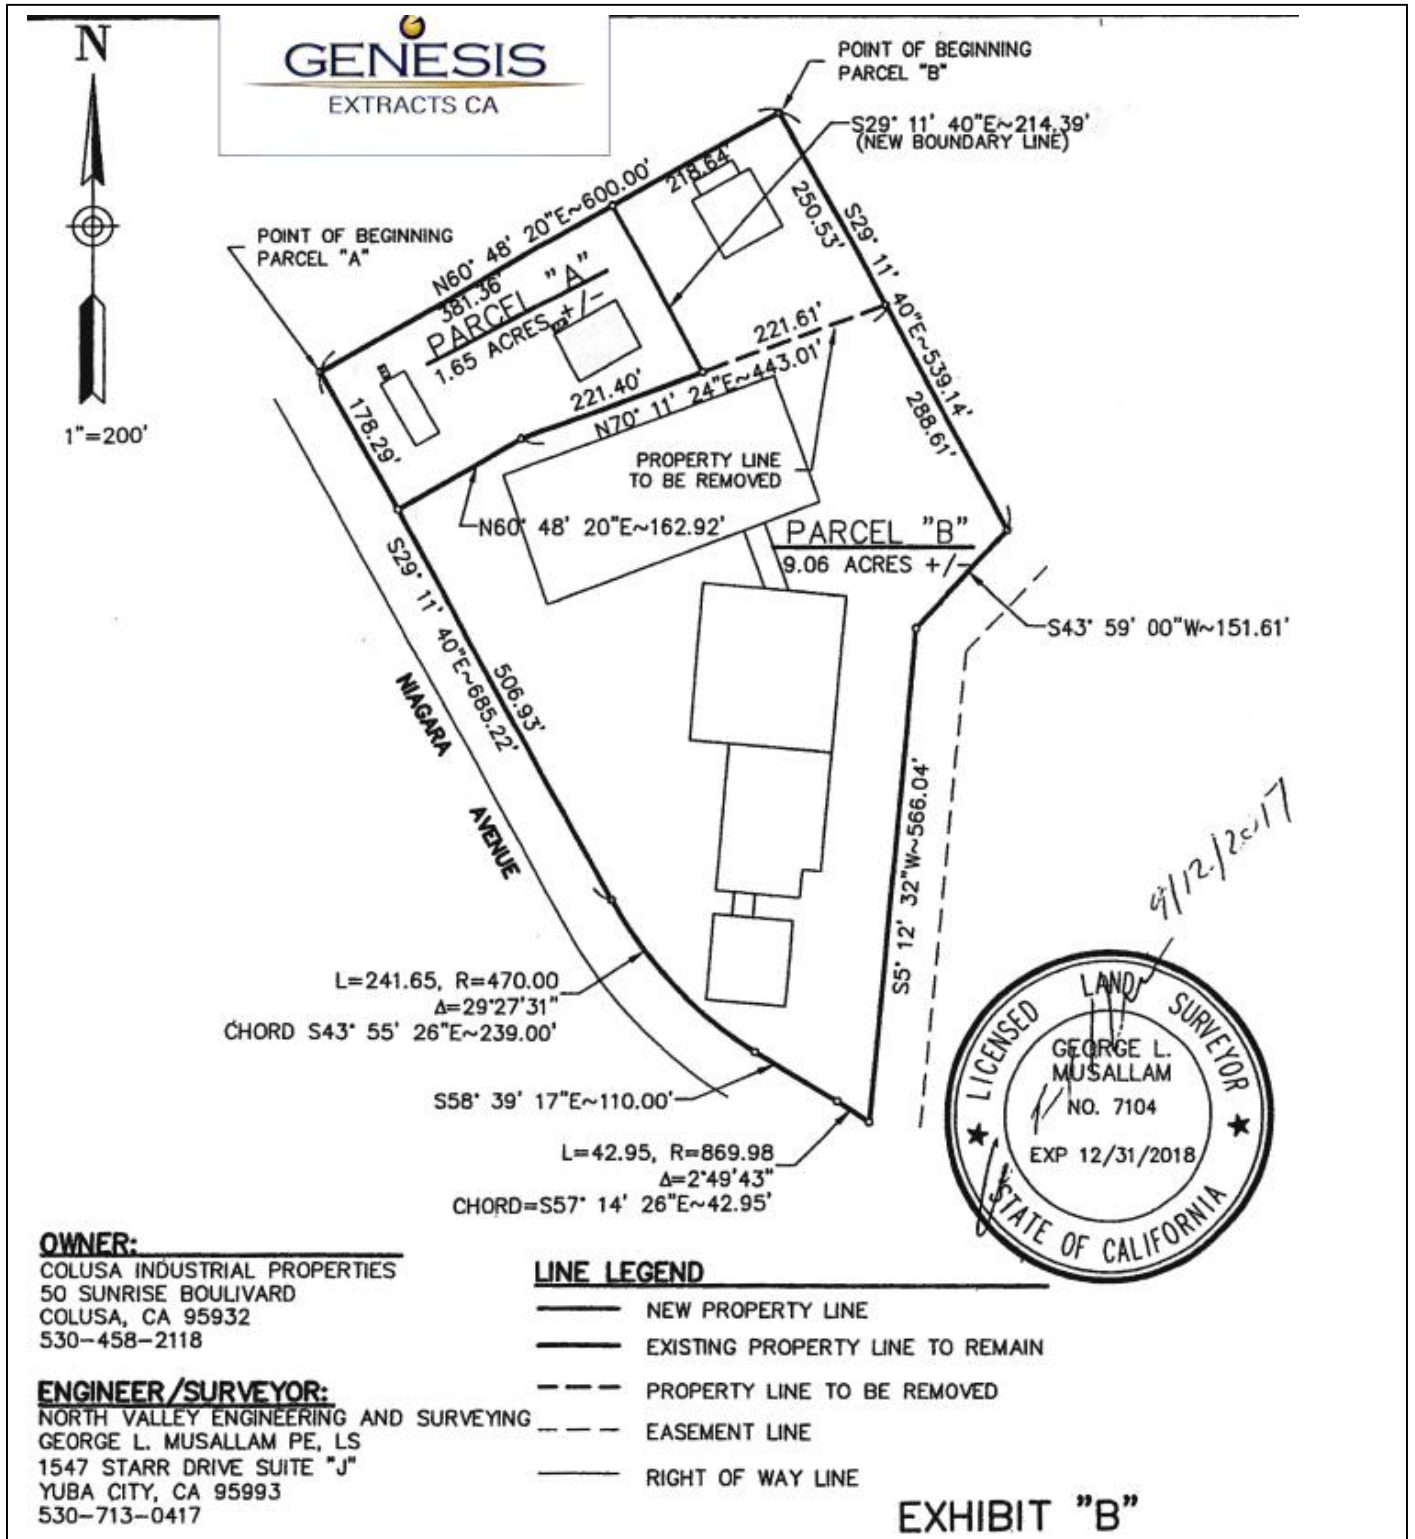 N
GENESIS
EXTRACTS CA
POINT OF BEGINNING
PARCEL "B"
S29° 11' 40"E~214.39'
(NEW BOUNDARY LINE)
218.64'
N60° 48' 20"E~600.00'
250.53'
S29° 11' 40"E~539.14'
POINT OF BEGINNING
PARCEL "A"
381.36'
PARCEL "A"
1.65 ACRES +/-
221.61'
221.40'
N70° 11' 24"E~443.01'
178.29'
288.61'
1"=200'
PROPERTY LINE
TO BE REMOVED
N60° 48' 20"E~162.92'
PARCEL "B"
9.06 ACRES +/-
S43° 59' 00"W~151.61'
S29° 11' 40"E~685.22'
506.93'
NIAGARA
AVENUE
S5° 12' 32"W~566.04'
9/12/2017
L=241.65, R=470.00
Δ=29°27'31"
CHORD S43° 55' 26"E~239.00'
S58° 39' 17"E~110.00'
L=42.95, R=869.98
Δ=2°49'43"
CHORD=S57° 14' 26"E~42.95'
LICENSED LAND SURVEYOR
GEORGE L.
MUSALLAM
NO. 7104
EXP 12/31/2018
STATE OF CALIFORNIA
OWNER:
COLUSA INDUSTRIAL PROPERTIES
50 SUNRISE BOULIVARD
COLUSA, CA 95932
530-458-2118
ENGINEER/SURVEYOR:
NORTH VALLEY ENGINEERING AND SURVEYING
GEORGE L. MUSALLAM PE, LS
1547 STARR DRIVE SUITE "J"
YUBA CITY, CA 95993
530-713-0417
LINE LEGEND
NEW PROPERTY LINE
EXISTING PROPERTY LINE TO REMAIN
PROPERTY LINE TO BE REMOVED
EASEMENT LINE
RIGHT OF WAY LINE
EXHIBIT "B"